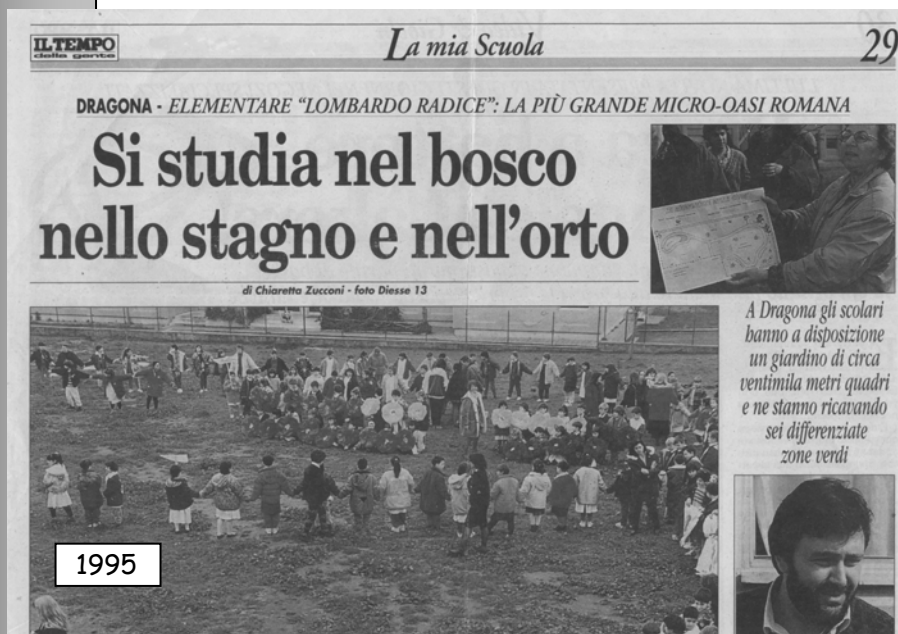 IL TEMPO
della gente
La mia Scuola
29
DRAGONA - ELEMENTARE "LOMBARDO RADICE": LA PIÙ GRANDE MICRO-OASI ROMANA
Si studia nel bosco
nello stagno e nell'orto
di Chiaretta Zucconi - foto Diesse 13
A Dragona gli scolari
hanno a disposizione
un giardino di circa
ventimila metri quadri
e ne stanno ricavando
sei differenziate
zone verdi
1995